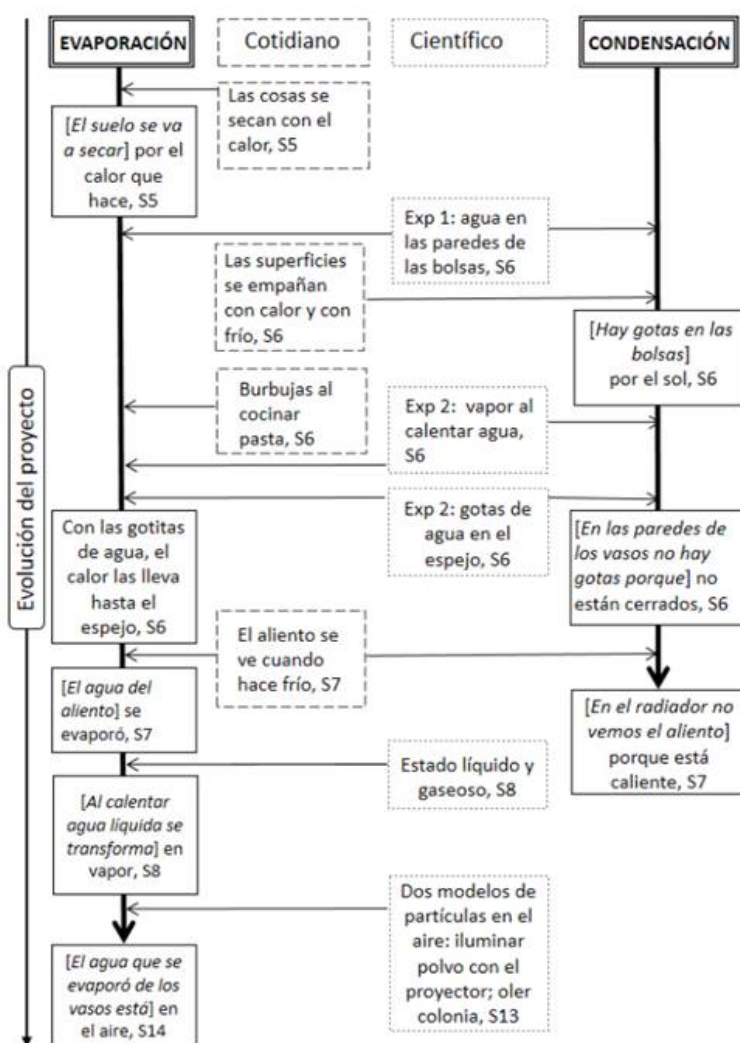 EVAPORACIÓN
Cotidiano
Científico
CONDENSACIÓN
Las cosas se
secan con el
calor, S5
[El suelo se va
a secar] por el
calor que
hace, S5
Exp 1: agua en
las paredes de
las bolsas, S6
Las superficies
se empañan
con calor y con
frío, S6
[Hay gotas en las
bolsas]
por el sol, S6
Burbujas al
cocinar
pasta, S6
Exp 2: vapor al
calentar agua,
S6
Exp 2: gotas de
agua en el
espejo, S6
Con las gotitas
de agua, el
calor las lleva
hasta el
espejo, S6
[En las paredes de
los vasos no hay
gotas porque] no
están cerrados, S6
El aliento se
ve cuando
hace frío, S7
[El agua del
aliento] se
evaporó, S7
[En el radiador no
vemos el aliento]
porque está
caliente, S7
Estado líquido y
gaseoso, S8
[Al calentar
agua líquida se
transforma] en
vapor, S8
Dos modelos de
partículas en el
aire: iluminar
polvo con el
proyector; oler
colonia, S13
[El agua que se
evaporó de los
vasos está] en
el aire, S14
Evolución del proyecto